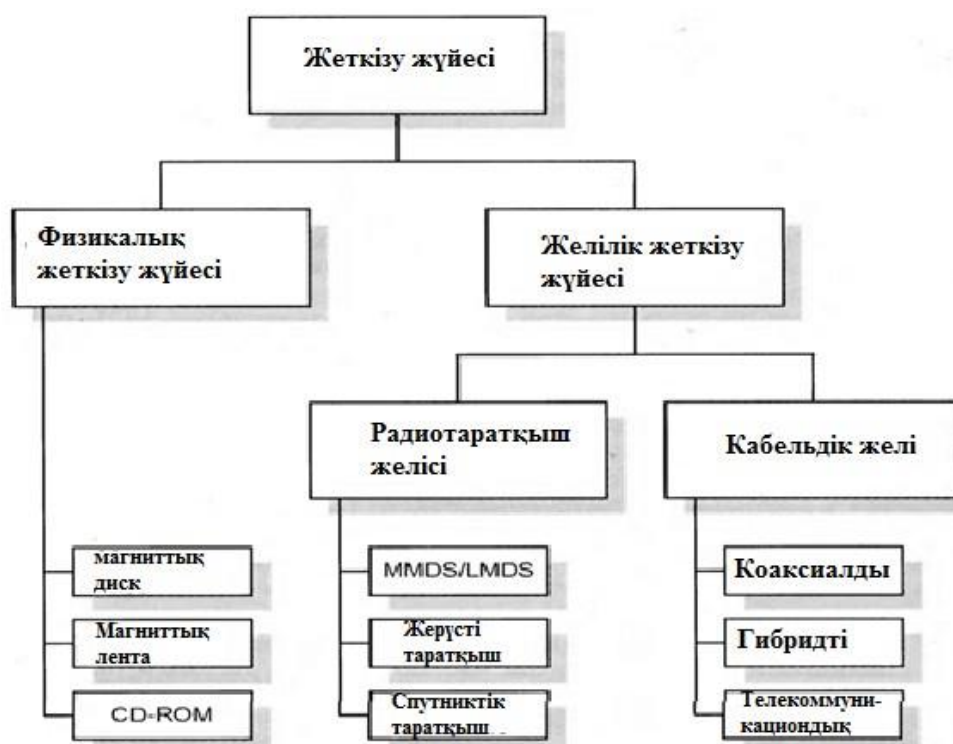 Жеткізу жүйесі
Физикалық
жеткізу жүйесі
Желілік жеткізу
жүйесі
Радиотаратқыш
желісі
Кабельдік желі
магниттық
диск
Магниттық
лента
CD-ROM
MMDS/LMDS
Жерүсті
таратқыш
Спутниктік
таратқыш
Коаксиалды
Гибридті
Телекоммуни-
кациондық